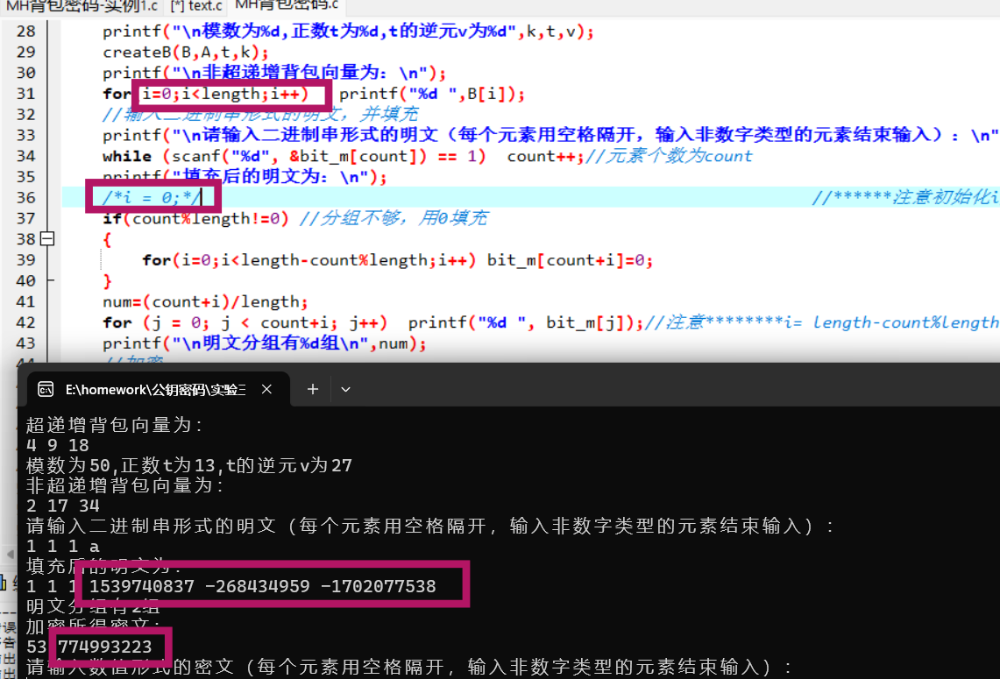 MH背包密码-实例1.c [*] text.c MH背包密码.c
28 printf("\n模数为%d,正数t为%d,t的逆元v为%d",k,t,v);
29 createB(B,A,t,k);
30 printf("\n非超递增背包向量为：\n");
31 for i=0;i<length;i++) printf("%d ",B[i]);
32 //输入二进制串形式的明文，并填充
33 printf("\n请输入二进制串形式的明文（每个元素用空格隔开，输入非数字类型的元素结束输入）：\n"
34 while (scanf("%d", &bit_m[count]) == 1) count++;//元素个数为count
35 printf("填充后的明文为：\n");
36 /*i = 0;*/ //******注意初始化i
37 if(count%length!=0) //分组不够，用0填充
38 {
39 for(i=0;i<length-count%length;i++) bit_m[count+i]=0;
40 }
41 num=(count+i)/length;
42 for (j = 0; j < count+i; j++) printf("%d ", bit_m[j]);//注意********i= length-count%length
43 printf("\n明文分组有%d组\n",num);
44 //加密
E:\homework\公钥密码\实验三
超递增背包向量为：
4 9 18
模数为50,正数t为13,t的逆元v为27
非超递增背包向量为：
2 17 34
请输入二进制串形式的明文（每个元素用空格隔开，输入非数字类型的元素结束输入）：
1 1 1 a
填充后的明文为：
1 1 1 1539740837 -268434959 -1702077538
明文分组有2组
加密所得密文：
53 774993223
请输入数值形式的密文（每个元素用空格隔开，输入非数字类型的元素结束输入）：